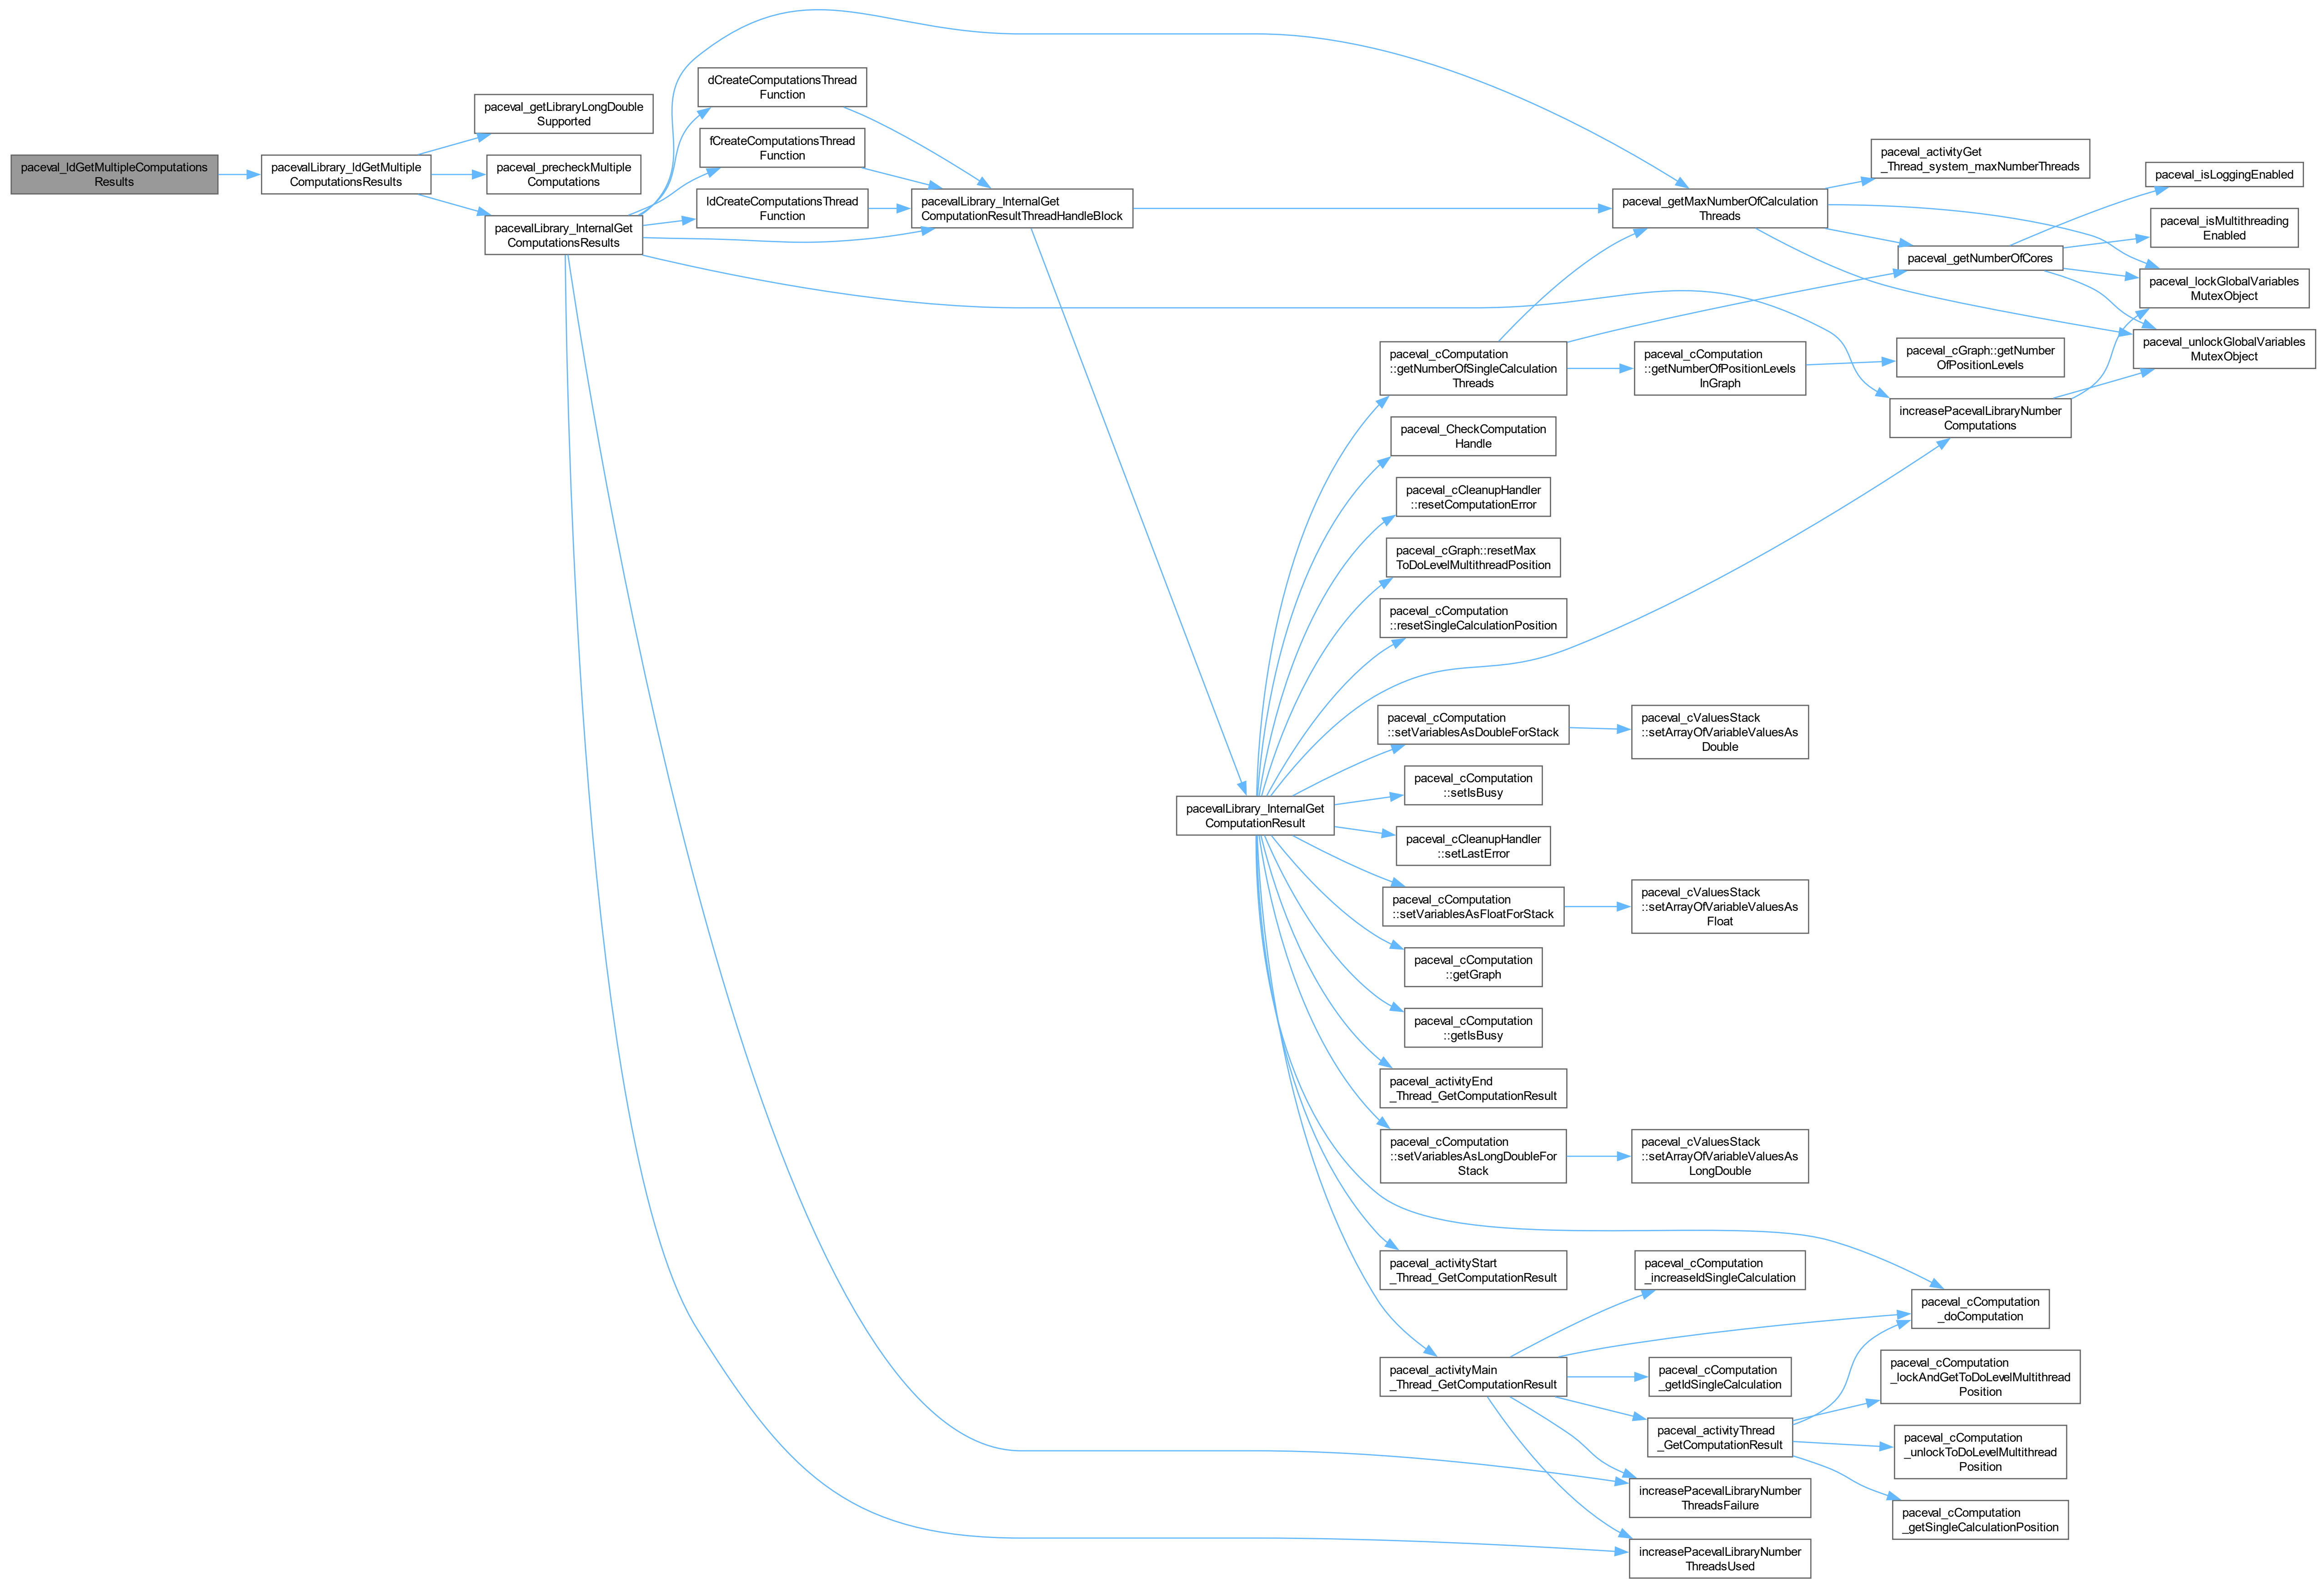 paceval_ldGetMultipleComputations
Results
pacevalLibrary_ldGetMultiple
ComputationsResults
paceval_getLibraryLongDouble
Supported
paceval_precheckMultiple
Computations
pacevalLibrary_InternalGet
ComputationsResults
dCreateComputationsThread
Function
fCreateComputationsThread
Function
ldCreateComputationsThread
Function
pacevalLibrary_InternalGet
ComputationResultThreadHandleBlock
pacevalLibrary_InternalGet
ComputationResult
paceval_cComputation
::getNumberOfSingleCalculation
Threads
paceval_CheckComputation
Handle
paceval_cCleanupHandler
::resetComputationError
paceval_cGraph::resetMax
ToDoLevelMultithreadPosition
paceval_cComputation
::resetSingleCalculationPosition
paceval_cComputation
::setVariablesAsDoubleForStack
paceval_cComputation
::setIsBusy
paceval_cCleanupHandler
::setLastError
paceval_cComputation
::setVariablesAsFloatForStack
paceval_cComputation
::getGraph
paceval_cComputation
::getIsBusy
paceval_activityEnd
_Thread_GetComputationResult
paceval_cComputation
::setVariablesAsLongDoubleFor
Stack
paceval_activityStart
_Thread_GetComputationResult
paceval_activityMain
_Thread_GetComputationResult
paceval_getMaxNumberOfCalculation
Threads
paceval_cComputation
::getNumberOfPositionLevels
InGraph
paceval_cValuesStack
::setArrayOfVariableValuesAs
Double
paceval_cValuesStack
::setArrayOfVariableValuesAs
Float
paceval_cValuesStack
::setArrayOfVariableValuesAs
LongDouble
paceval_cComputation
_increaseIdSingleCalculation
paceval_cComputation
_getIdSingleCalculation
paceval_activityThread
_GetComputationResult
increasePacevalLibraryNumber
ThreadsFailure
increasePacevalLibraryNumber
ThreadsUsed
paceval_activityGet
_Thread_system_maxNumberThreads
paceval_getNumberOfCores
paceval_cGraph::getNumber
OfPositionLevels
increasePacevalLibraryNumber
Computations
paceval_cComputation
_doComputation
paceval_cComputation
_lockAndGetToDoLevelMultithread
Position
paceval_cComputation
_unlockToDoLevelMultithread
Position
paceval_cComputation
_getSingleCalculationPosition
paceval_isLoggingEnabled
paceval_isMultithreading
Enabled
paceval_lockGlobalVariables
MutexObject
paceval_unlockGlobalVariables
MutexObject